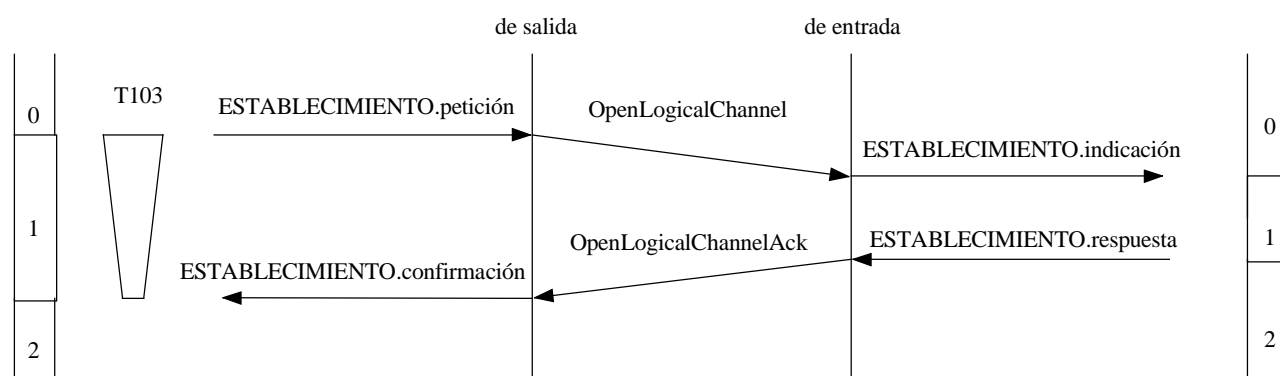 de salida de entrada
T103
0 ESTABLECIMIENTO.petición OpenLogicalChannel 0
ESTABLECIMIENTO.indicación
1 OpenLogicalChannelAck ESTABLECIMIENTO.respuesta 1
ESTABLECIMIENTO.confirmación
2 2